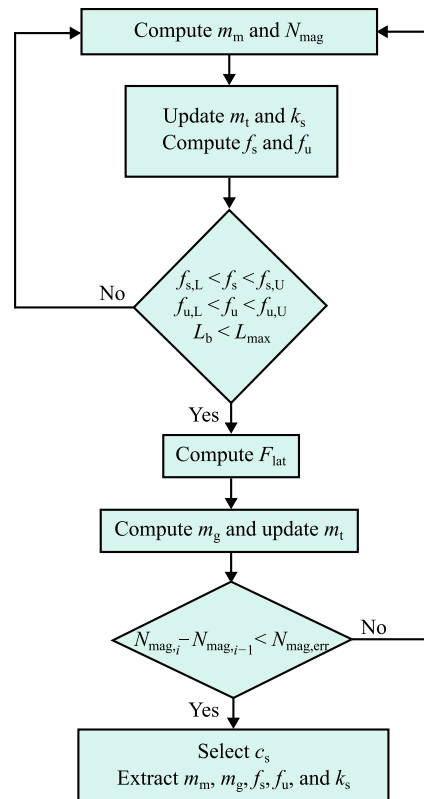 Compute m_m and N_mag
Update m_t and k_s
Compute f_s and f_u
f_s,L < f_s < f_s,U
f_u,L < f_u < f_u,U
L_b < L_max
No
Yes
Compute F_lat
Compute m_g and update m_t
N_mag,i – N_mag,i–1 < N_mag,err
No
Yes
Select c_s
Extract m_m, m_g, f_s, f_u, and k_s